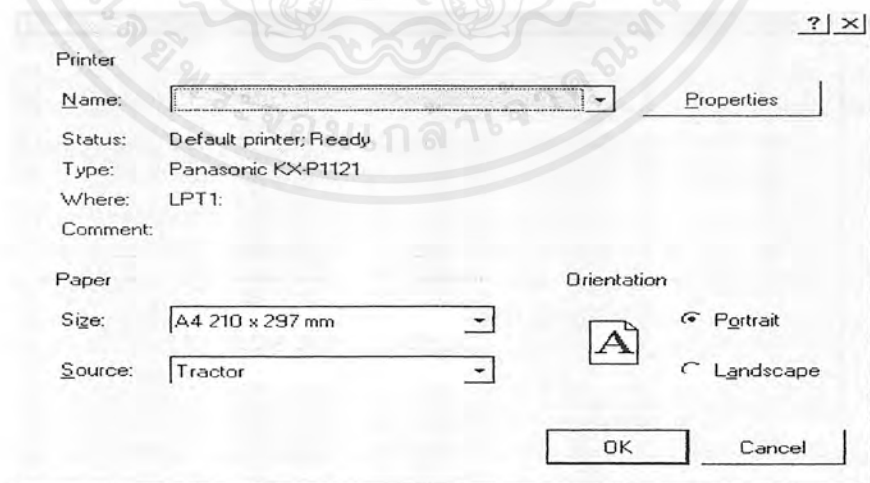 ? ×
Printer
Name: Properties
Status: Default printer; Ready
Type: Panasonic KX-P1121
Where: LPT1:
Comment:
Paper Orientation
Size: A4 210 x 297 mm Portrait
A
Source: Tractor Landscape
OK Cancel